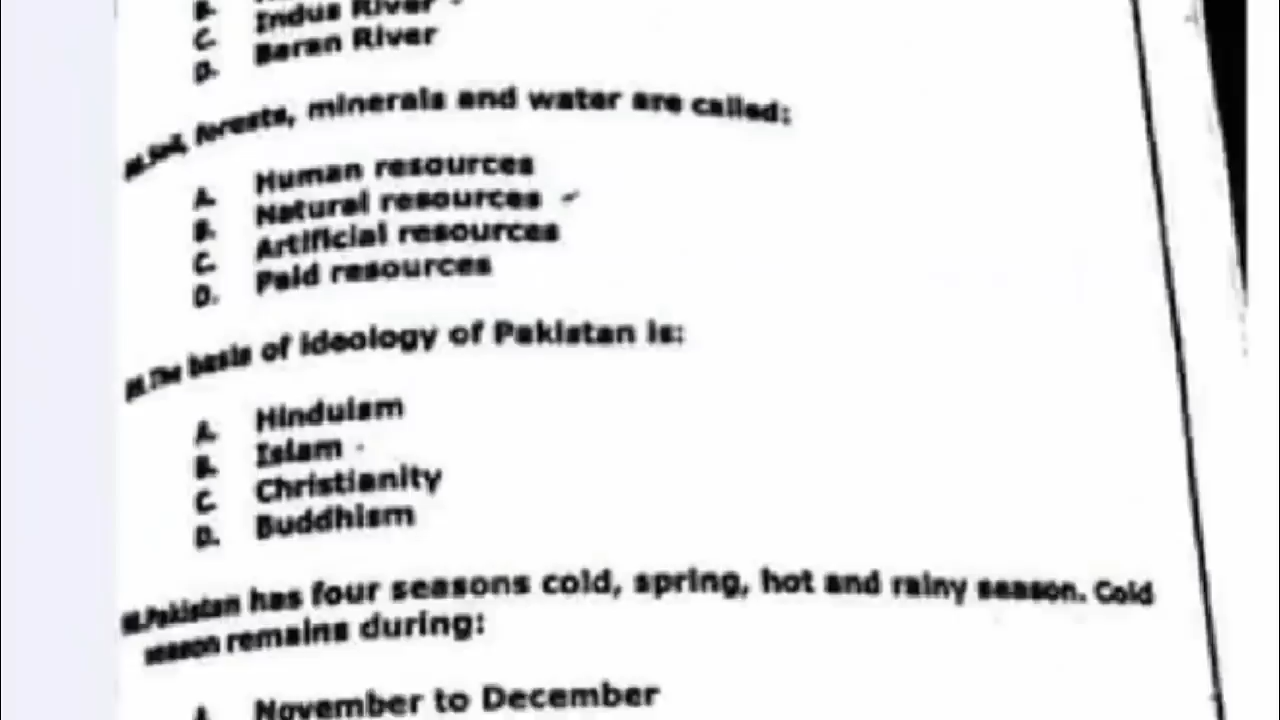 B.
C. Indus River
D. Baran River
Soil, forests, minerals and water are called:
A. Human resources
B. Natural resources
C. Artificial resources
D. Paid resources
The basis of ideology of Pakistan is:
A. Hinduism
B. Islam
C Christianity
D. Buddhism
Pakistan has four seasons cold, spring, hot and rainy season. Cold
season remains during:
A November to December